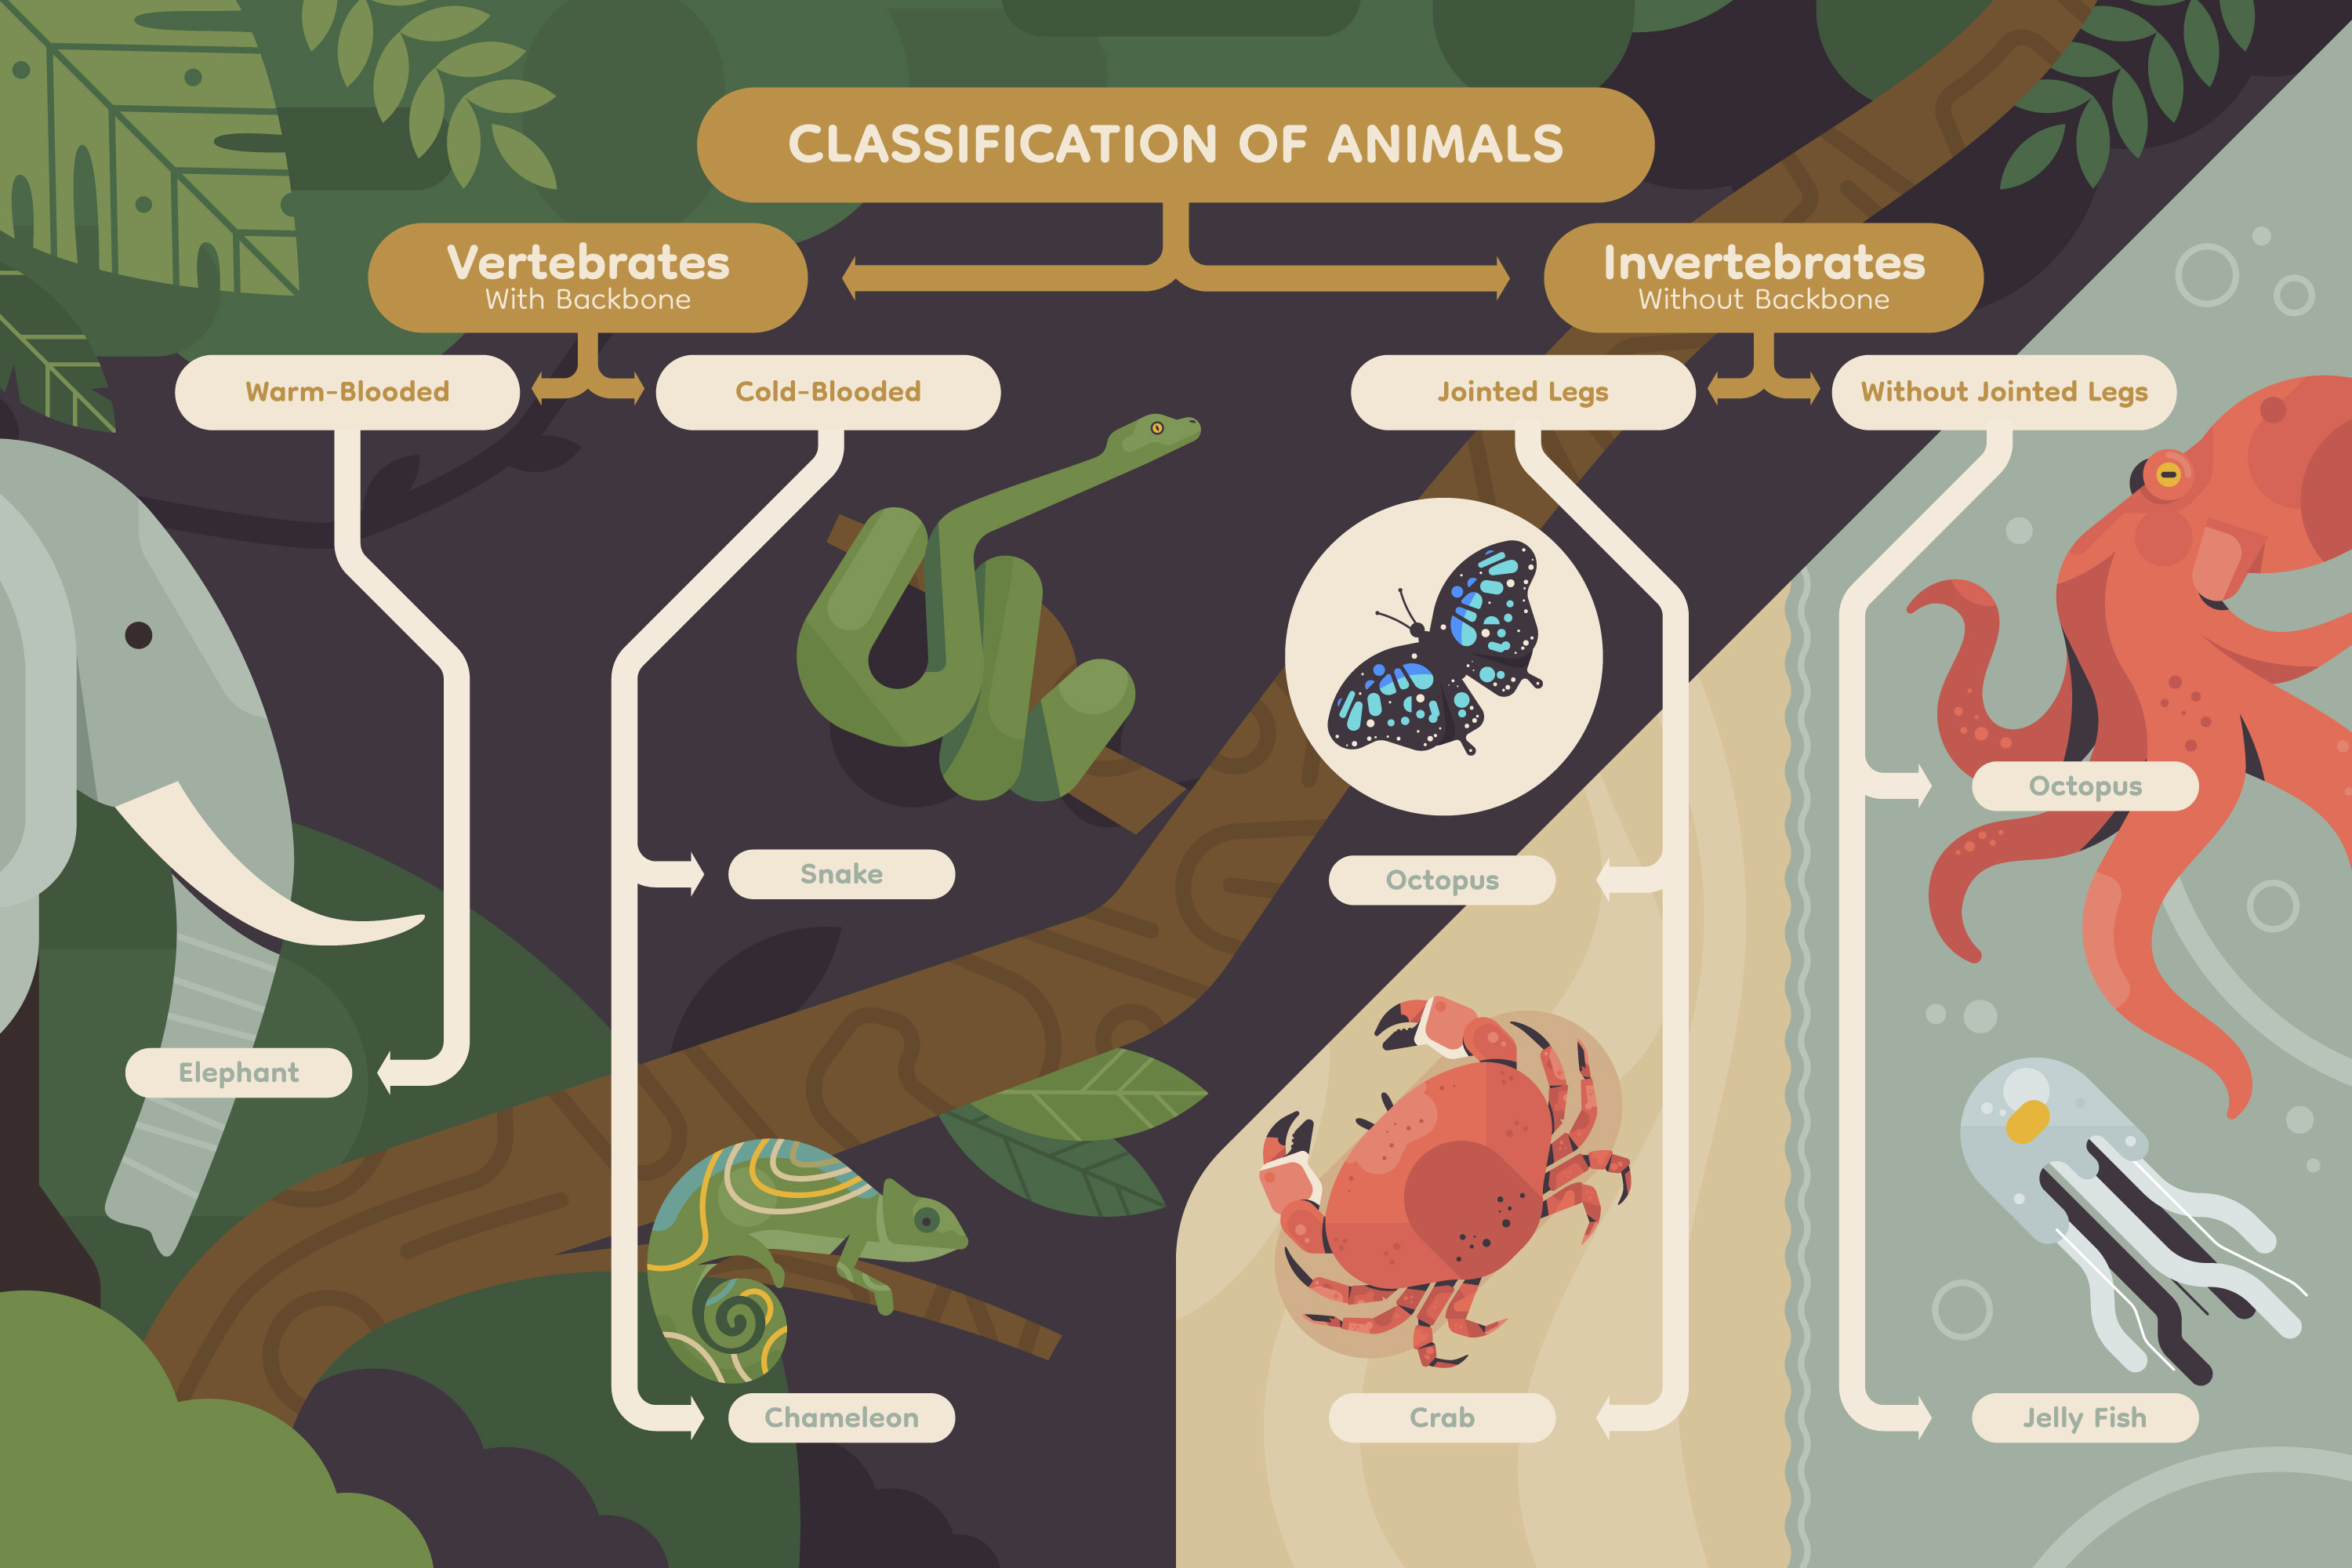 CLASSIFICATION OF ANIMALS
Vertebrates
With Backbone
Invertebrates
Without Backbone
Warm-Blooded
Cold-Blooded
Jointed Legs
Without Jointed Legs
Octopus
Snake
Octopus
Elephant
Chameleon
Crab
Jelly Fish